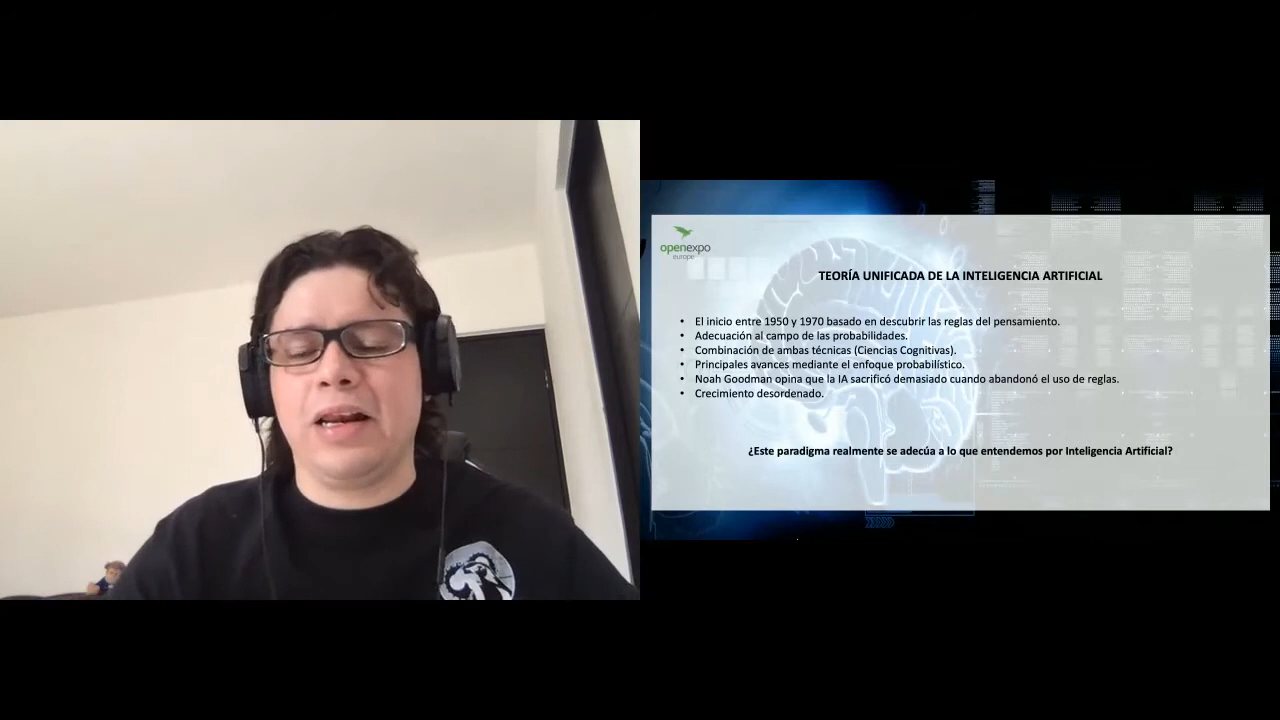 openexpo
europe
TEORÍA UNIFICADA DE LA INTELIGENCIA ARTIFICIAL
• El inicio entre 1950 y 1970 basado en descubrir las reglas del pensamiento.
• Adecuación al campo de las probabilidades.
• Combinación de ambas técnicas (Ciencias Cognitivas).
• Principales avances mediante el enfoque probabilístico.
• Noah Goodman opina que la IA sacrificó demasiado cuando abandonó el uso de reglas.
• Crecimiento desordenado.
¿Este paradigma realmente se adecúa a lo que entendemos por Inteligencia Artificial?